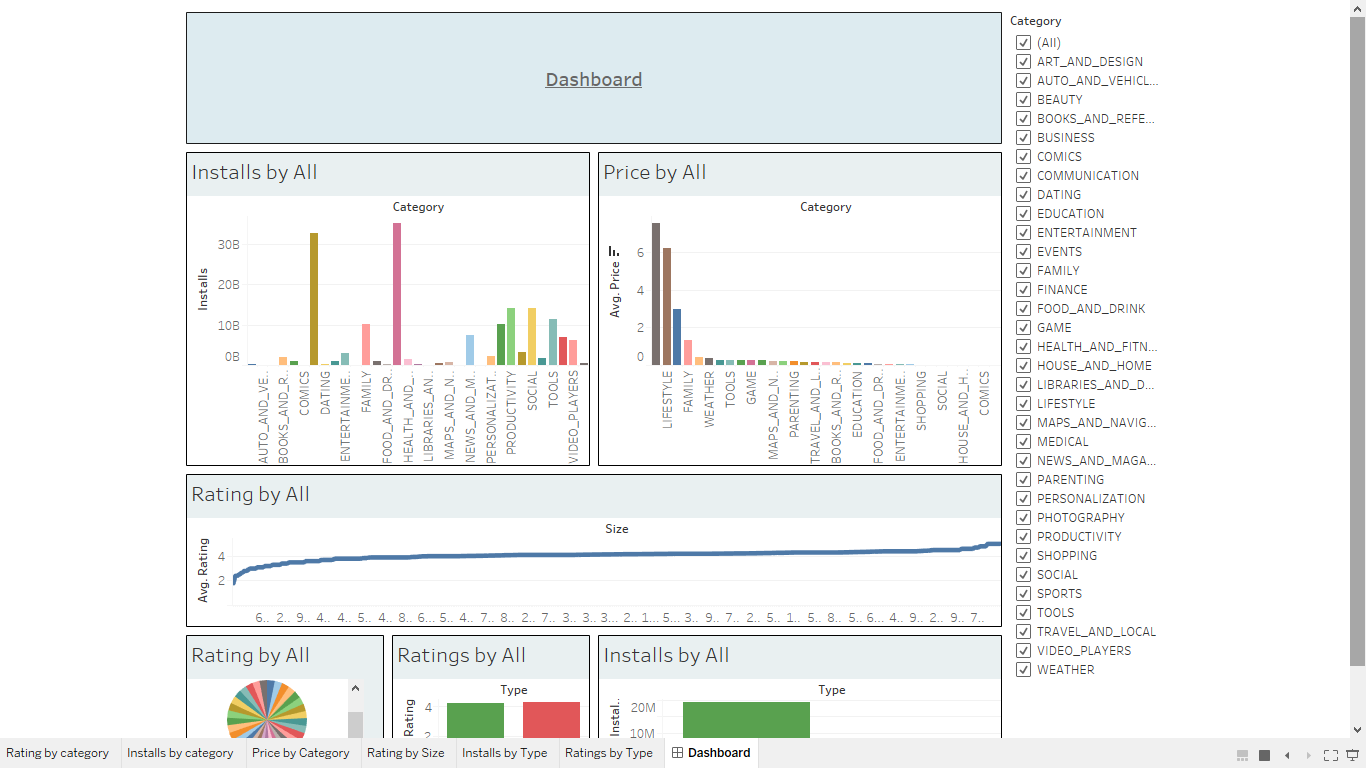 Dashboard
Installs by All
Category
Installs
30B
20B
10B
0B
AUTO_AND_VE..
BOOKS_AND_R..
COMICS
DATING
ENTERTAINME..
FAMILY
FOOD_AND_DR..
HEALTH_AND_..
LIBRARIES_AN..
MAPS_AND_N..
NEWS_AND_M..
PERSONALIZAT..
PRODUCTIVITY
SOCIAL
TOOLS
VIDEO_PLAYERS
Price by All
Category
Avg. Price
6
4
2
0
LIFESTYLE
FAMILY
WEATHER
TOOLS
GAME
MAPS_AND_N..
PARENTING
TRAVEL_AND_L..
BOOKS_AND_R..
EDUCATION
FOOD_AND_DR..
ENTERTAINME..
SHOPPING
SOCIAL
HOUSE_AND_H..
COMICS
Rating by All
Size
Avg. Rating
4
2
6.. 2.. 9.. 4.. 4.. 5.. 4.. 8.. 6.. 5.. 4.. 7.. 8.. 2.. 7.. 3.. 3.. 3.. 2.. 1.. 5.. 3.. 9.. 7.. 2.. 5.. 1.. 5.. 8.. 2.. 6.. 4.. 9.. 2.. 9.. 7..
Rating by All
Ratings by All
Type
Rating
4
2
Installs by All
Type
Instal..
20M
10M
Category
(All)
ART_AND_DESIGN
AUTO_AND_VEHICL...
BEAUTY
BOOKS_AND_REFE...
BUSINESS
COMICS
COMMUNICATION
DATING
EDUCATION
ENTERTAINMENT
EVENTS
FAMILY
FINANCE
FOOD_AND_DRINK
GAME
HEALTH_AND_FITN...
HOUSE_AND_HOME
LIBRARIES_AND_D...
LIFESTYLE
MAPS_AND_NAVIG...
MEDICAL
NEWS_AND_MAGA...
PARENTING
PERSONALIZATION
PHOTOGRAPHY
PRODUCTIVITY
SHOPPING
SOCIAL
SPORTS
TOOLS
TRAVEL_AND_LOCAL
VIDEO_PLAYERS
WEATHER
Rating by category
Installs by category
Price by Category
Rating by Size
Installs by Type
Ratings by Type
Dashboard